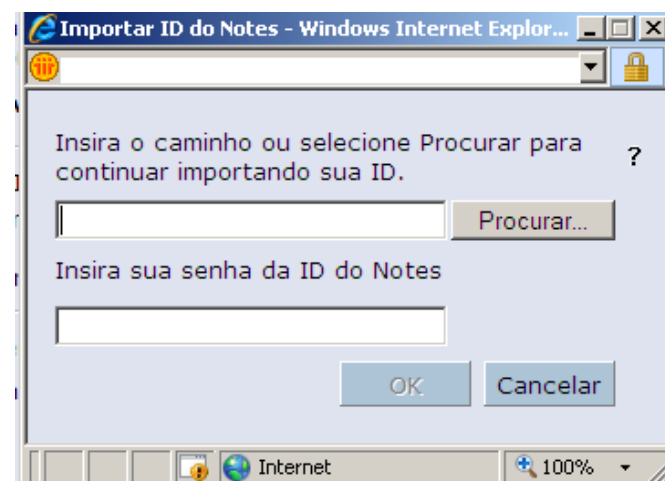 Importar ID do Notes - Windows Internet Explor...
Insira o caminho ou selecione Procurar para
?
continuar importando sua ID.
Procurar...
Insira sua senha da ID do Notes
OK
Cancelar
Internet
100%